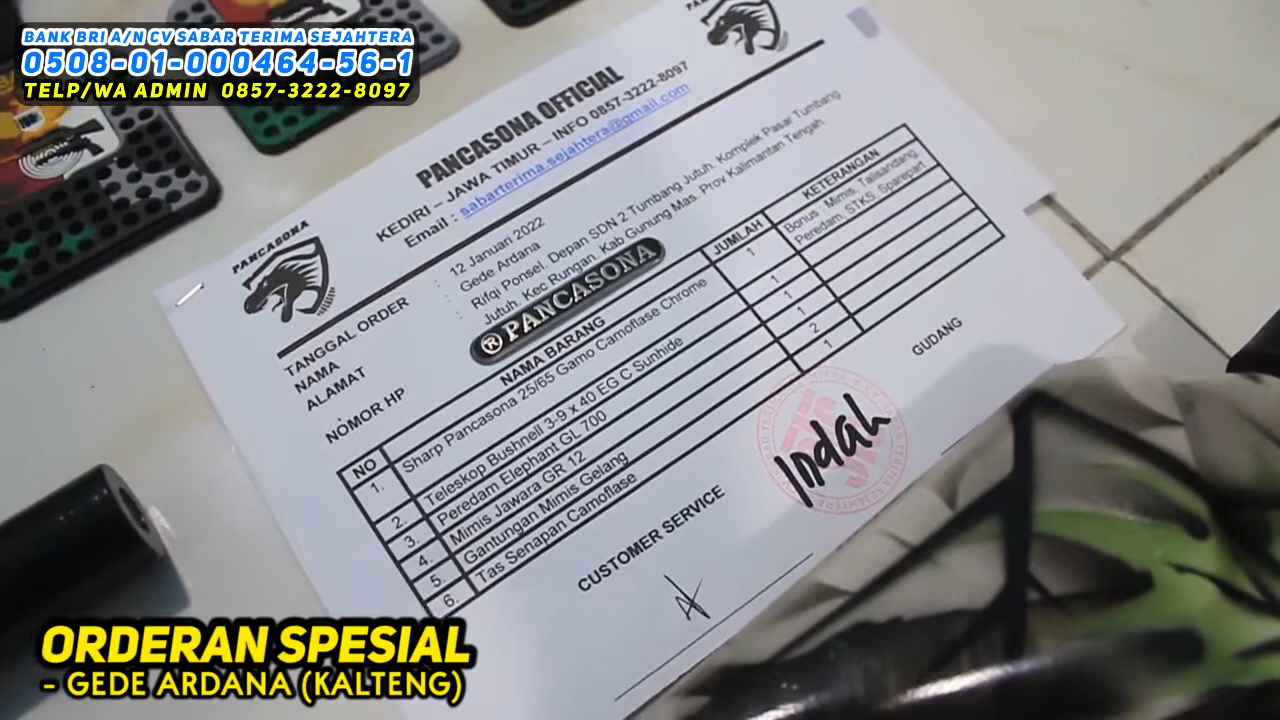 BANK BRI A/N CV SABAR TERIMA SEJAHTERA
0508-01-000464-56-1
TELP/WA ADMIN 0857-3222-8097
PANCASONA OFFICIAL
KEDIRI – JAWA TIMUR – INFO 0857-3222-8097
Email : sabarterima.sejahtera@gmail.com
PANCASONA
TANGGAL ORDER : 12 Januari 2022
NAMA : Gede Ardana
ALAMAT : Rifqi Ponsel. Depan SDN 2 Tumbang Jutuh. Komplek Pasar Tumbang
Jutuh. Kec Rungan. Kab Gunung Mas. Prov Kalimantan Tengah.
NOMOR HP
® PANCASONA
NO NAMA BARANG JUMLAH KETERANGAN
1. Sharp Pancasona 25/65 Gamo Camoflase Chrome 1 Bonus : Mimis, Talisandang,
Peredam, STKS, Sparepart
2. Teleskop Bushnell 3-9 x 40 EG C Sunhide 1
3. Peredam Elephant GL 700 1
4. Mimis Jawara GR 12 2
5. Gantungan Mimis Gelang 1
6. Tas Senapan Camoflase
CUSTOMER SERVICE
GUDANG
Indah
ORDERAN SPESIAL
- GEDE ARDANA (KALTENG)